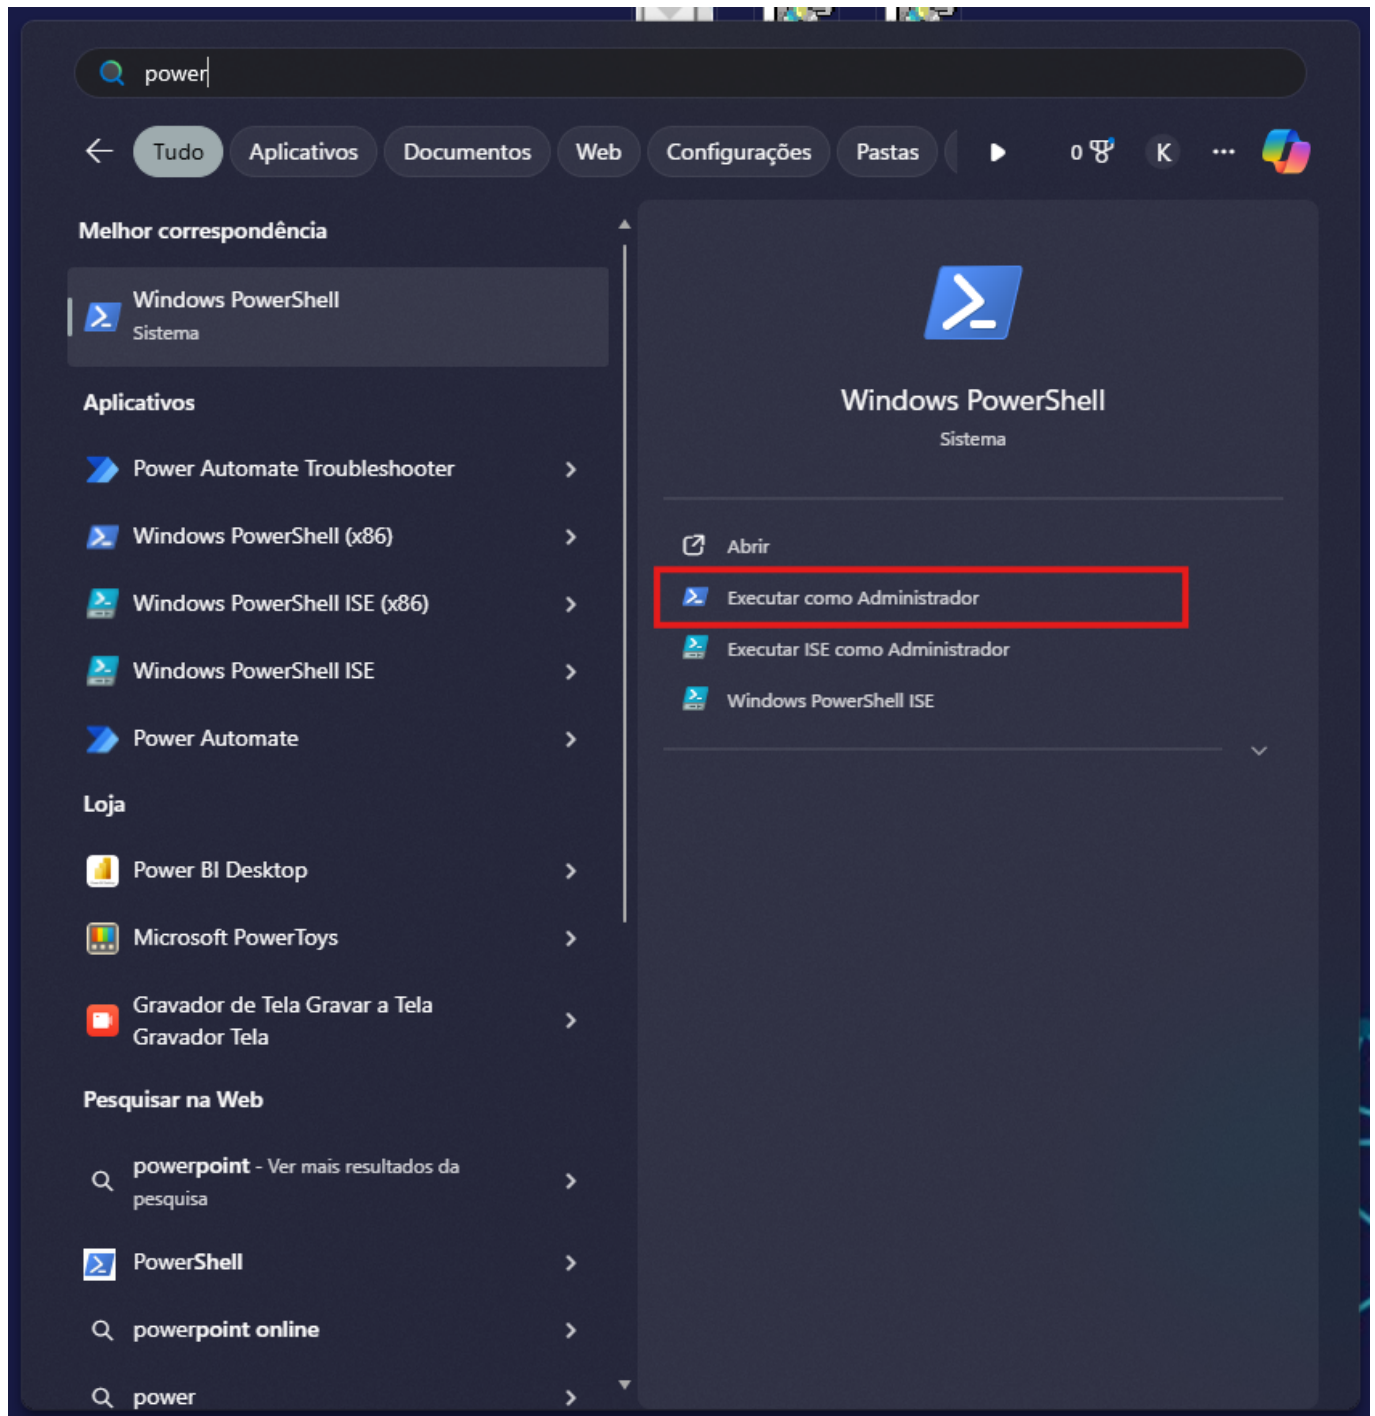 power
Tudo
Aplicativos
Documentos
Web
Configurações
Pastas
0
K
Melhor correspondência
Windows PowerShell
Sistema
Aplicativos
Power Automate Troubleshooter
Windows PowerShell (x86)
Windows PowerShell ISE (x86)
Windows PowerShell ISE
Power Automate
Loja
Power BI Desktop
Microsoft PowerToys
Gravador de Tela Gravar a Tela
Gravador Tela
Pesquisar na Web
powerpoint - Ver mais resultados da
pesquisa
PowerShell
powerpoint online
power
Windows PowerShell
Sistema
Abrir
Executar como Administrador
Executar ISE como Administrador
Windows PowerShell ISE